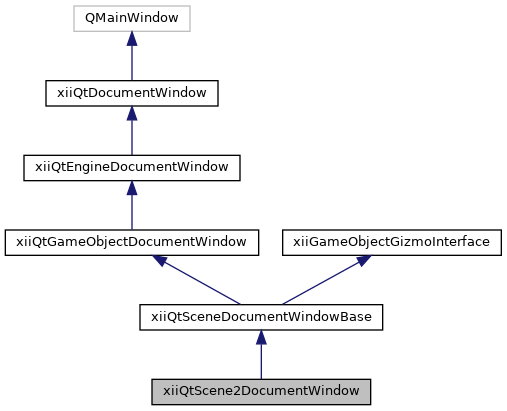 QMainWindow
xiiQtDocumentWindow
xiiQtEngineDocumentWindow
xiiQtGameObjectDocumentWindow
xiiGameObjectGizmoInterface
xiiQtSceneDocumentWindowBase
xiiQtScene2DocumentWindow